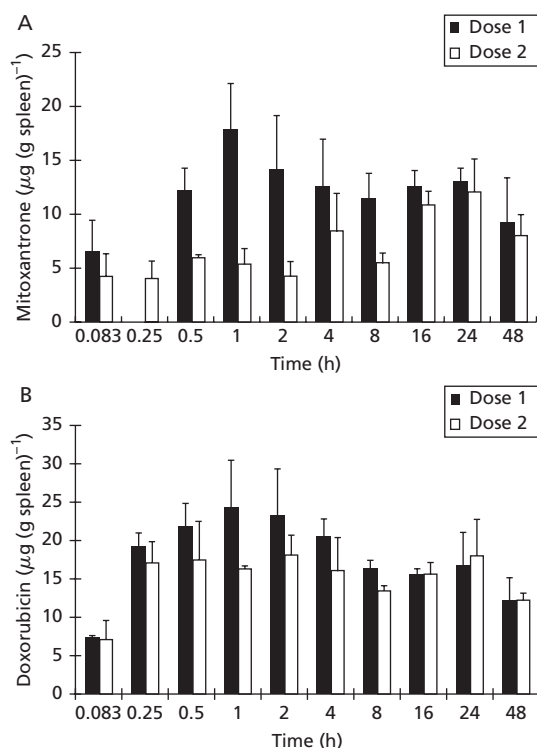 A
Dose 1
Dose 2
25
20
15
10
5
0
Mitoxantrone (μg (g spleen)⁻¹)
0.083 0.25 0.5 1 2 4 8 16 24 48
Time (h)
B
Dose 1
Dose 2
35
30
25
20
15
10
5
0
Doxorubicin (μg (g spleen)⁻¹)
0.083 0.25 0.5 1 2 4 8 16 24 48
Time (h)